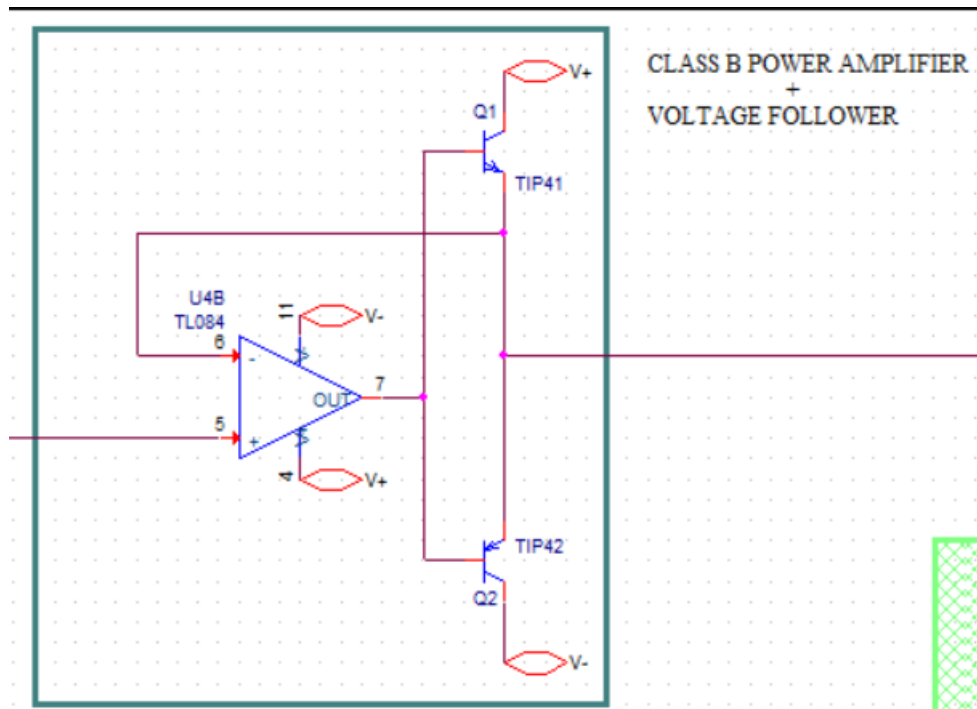 CLASS B POWER AMPLIFIER
+
VOLTAGE FOLLOWER
V+
Q1
TIP41
U4B
TL084
11
V-
6
-
OUT
7
5
+
4
V+
TIP42
Q2
V-